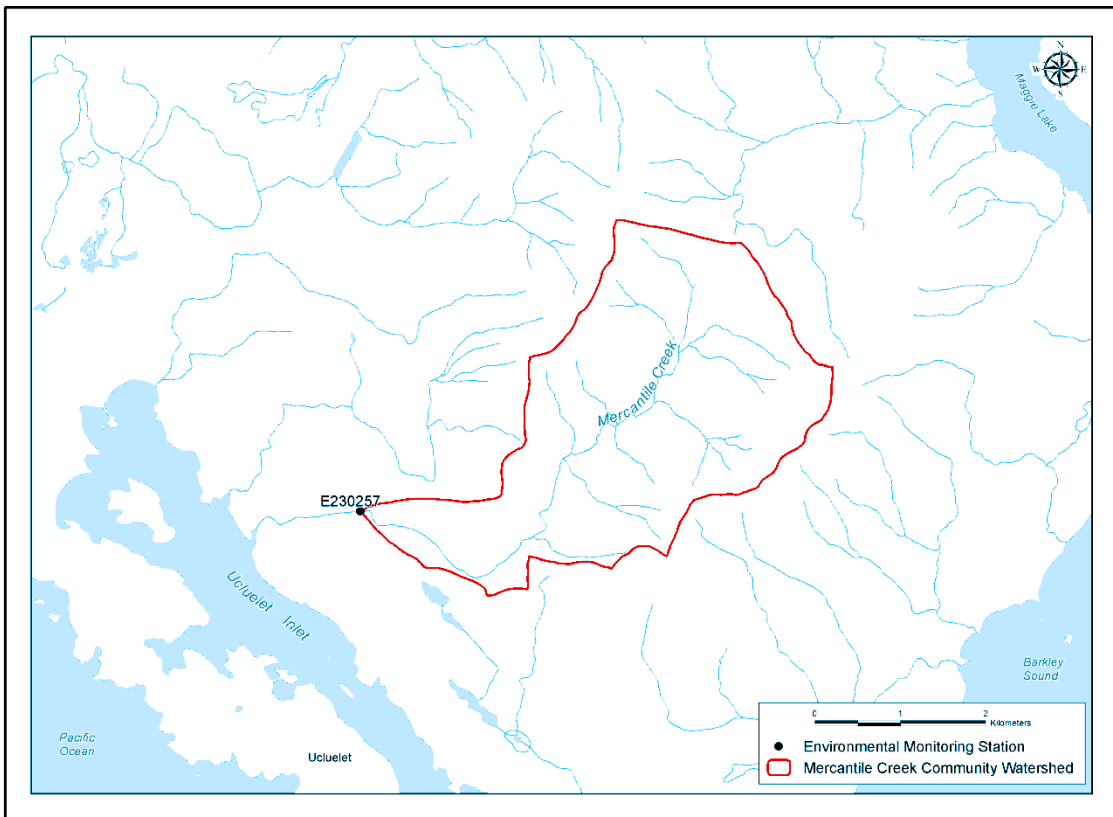 N
W E
S
Maggie Lake
Mercantile Creek
E230257
Ucluelet Inlet
Barkley
Sound
Pacific
Ocean
Ucluelet
0 1 2
Kilometers
Environmental Monitoring Station
Mercantile Creek Community Watershed